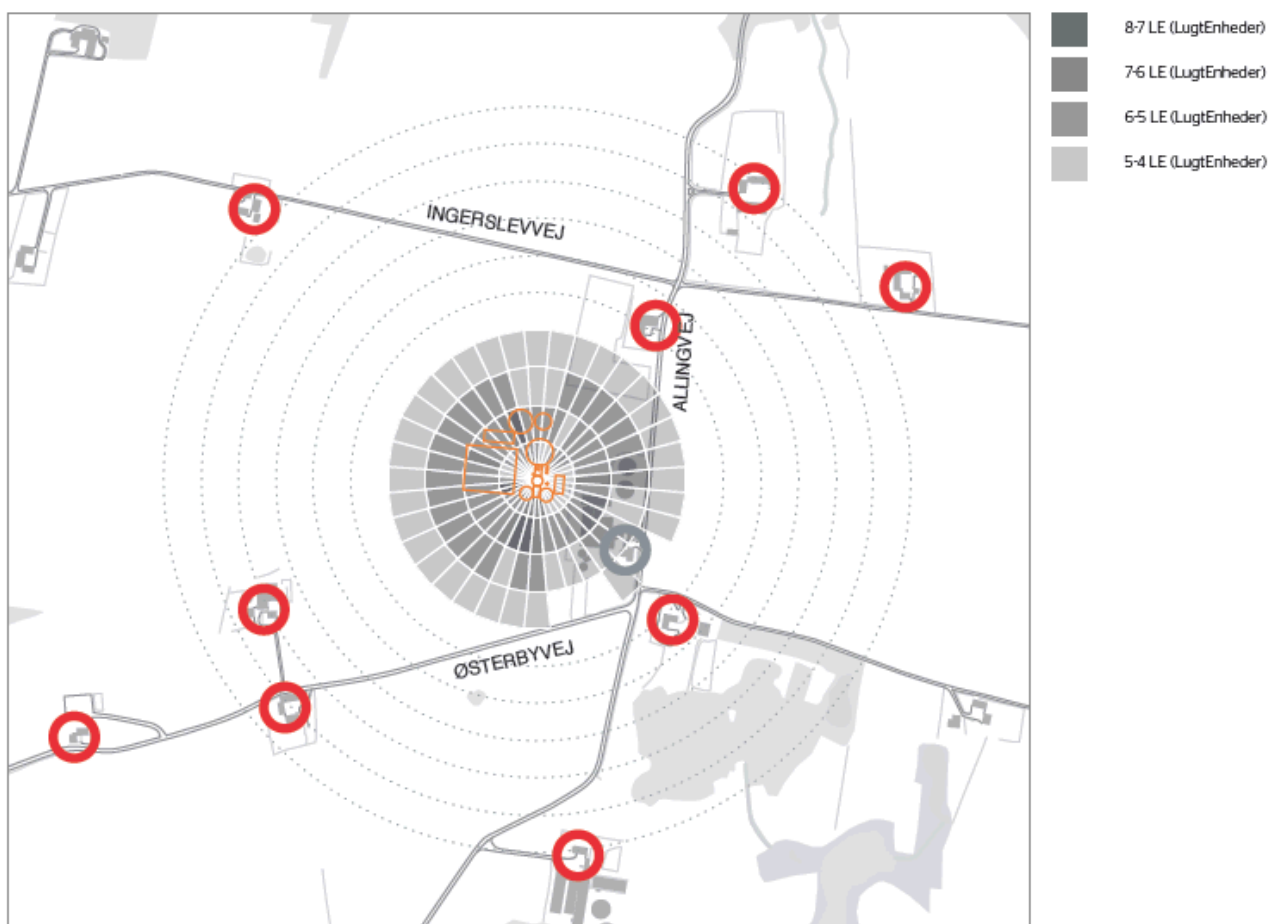 8-7 LE (LugtEnheder)
7-6 LE (LugtEnheder)
6-5 LE (LugtEnheder)
5-4 LE (LugtEnheder)
INGERSLEVVEJ
ALLINGVEJ
ØSTERBYVEJ